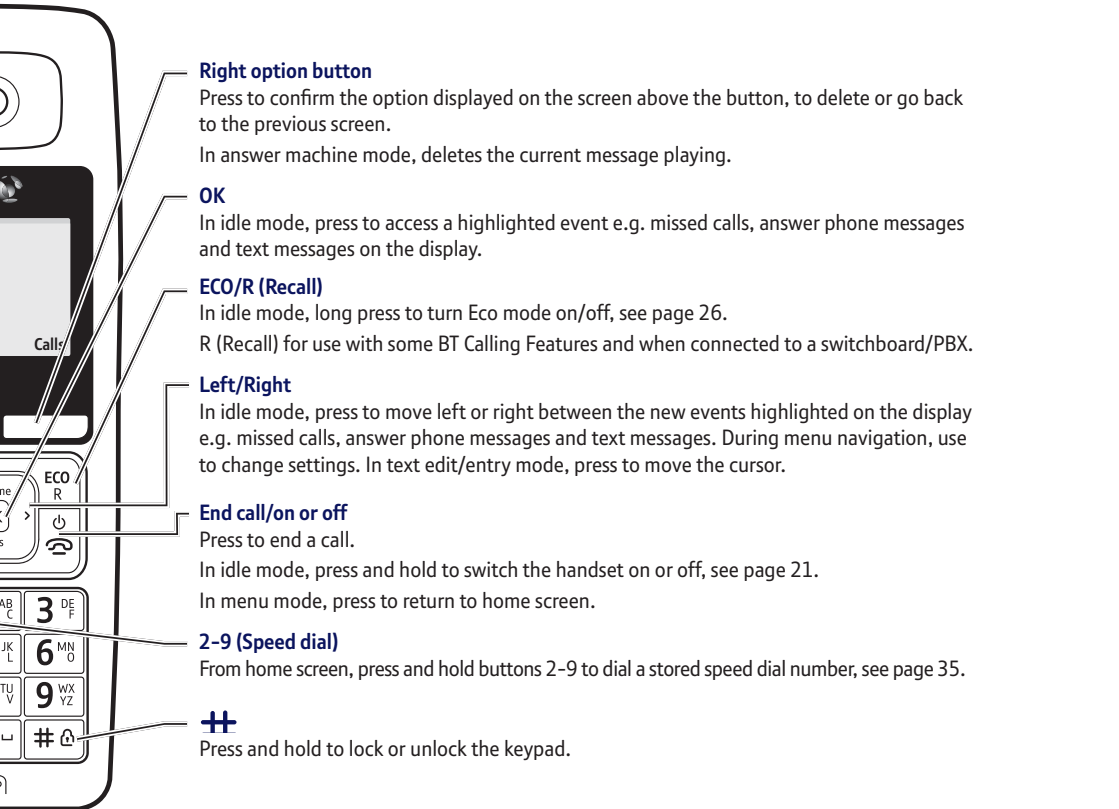 Right option button
Press to confirm the option displayed on the screen above the button, to delete or go back
to the previous screen.
In answer machine mode, deletes the current message playing.
OK
In idle mode, press to access a highlighted event e.g. missed calls, answer phone messages
and text messages on the display.
ECO/R (Recall)
In idle mode, long press to turn Eco mode on/off, see page 26.
R (Recall) for use with some BT Calling Features and when connected to a switchboard/PBX.
Calls
Left/Right
In idle mode, press to move left or right between the new events highlighted on the display
e.g. missed calls, answer phone messages and text messages. During menu navigation, use
to change settings. In text edit/entry mode, press to move the cursor.
ECO
R
End call/on or off
Press to end a call.
In idle mode, press and hold to switch the handset on or off, see page 21.
In menu mode, press to return to home screen.
AB
C
3 DE
F
2–9 (Speed dial)
From home screen, press and hold buttons 2–9 to dial a stored speed dial number, see page 35.
JK
L
6 MN
O
TU
V
9 WX
YZ
#
#
Press and hold to lock or unlock the keypad.